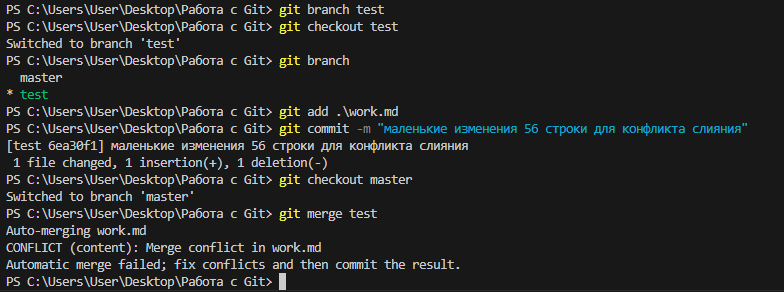 PS C:\Users\User\Desktop\Работа с Git> git branch test
PS C:\Users\User\Desktop\Работа с Git> git checkout test
Switched to branch 'test'
PS C:\Users\User\Desktop\Работа с Git> git branch
  master
* test
PS C:\Users\User\Desktop\Работа с Git> git add .\work.md
PS C:\Users\User\Desktop\Работа с Git> git commit -m "маленькие изменения 56 строки для конфликта слияния"
[test 6ea30f1] маленькие изменения 56 строки для конфликта слияния
 1 file changed, 1 insertion(+), 1 deletion(-)
PS C:\Users\User\Desktop\Работа с Git> git checkout master
Switched to branch 'master'
PS C:\Users\User\Desktop\Работа с Git> git merge test
Auto-merging work.md
CONFLICT (content): Merge conflict in work.md
Automatic merge failed; fix conflicts and then commit the result.
PS C:\Users\User\Desktop\Работа с Git>